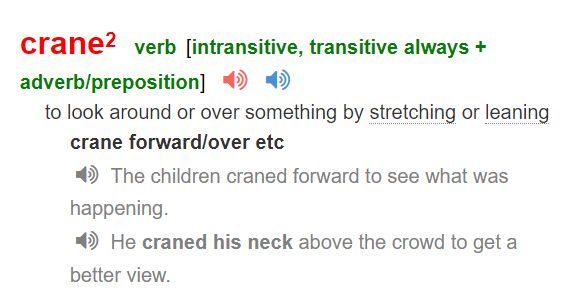 crane² verb [intransitive, transitive always +
adverb/preposition]
to look around or over something by stretching or leaning
crane forward/over etc
The children craned forward to see what was
happening.
He craned his neck above the crowd to get a
better view.